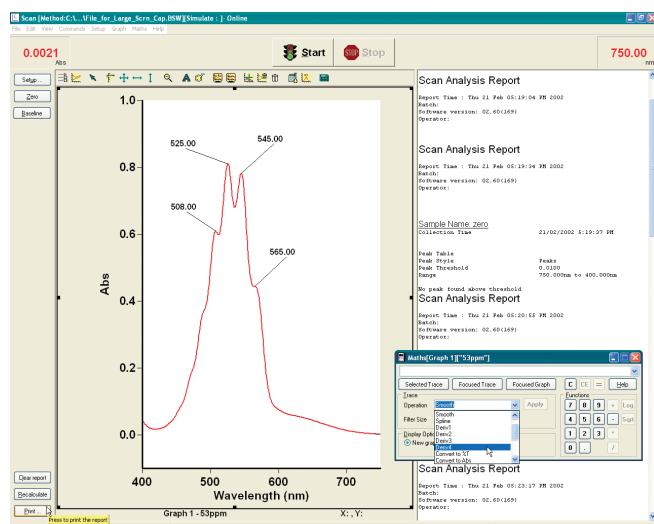 Scan [Method:C:\...\File_for_Large_Scrn_Cap.BSW][Simulate : ]- Online
File Edit View Commands Setup Graph Maths Help
0.0021
Abs
Start
Stop
750.00
nm
Setup...
Zero
Baseline
Clear report
Recalculate
Print...
Press to print the report
1.0
0.8
0.6
0.4
0.2
0.0
Abs
525.00
545.00
508.00
565.00
400
500
600
700
Wavelength (nm)
Graph 1 - 53ppm
X: , Y:
Scan Analysis Report
Report Time : Thu 21 Feb 05:19:04 PM 2002
Batch:
Software version: 02.60(169)
Operator:
Scan Analysis Report
Report Time : Thu 21 Feb 05:19:34 PM 2002
Batch:
Software version: 02.60(169)
Operator:
Sample Name: zero
Collection Time 21/02/2002 5:19:37 PM
Peak Table
Peak Style Peaks
Peak Threshold 0.0100
Range 750.000nm to 400.000nm
No peak found above threshold
Scan Analysis Report
Report Time : Thu 21 Feb 05:20:55 PM 2002
Batch:
Software version: 02.60(169)
Operator:
Maths[Graph 1]["53ppm"]
Selected Trace
Focused Trace
Focused Graph
C
CE
=
Help
Trace
Operation
Smooth
Apply
Filter Size
Smooth
Spline
Deriv1
Deriv2
Deriv3
Deriv4
Convert to %T
Convert to Abs
Display Opti
New gra
Functions
7 8 9 + Log
4 5 6 - Sqrt
1 2 3 *
0 . /
Scan Analysis Report
Report Time : Thu 21 Feb 05:23:17 PM 2002
Batch:
Software version: 02.60(169)
Operator: